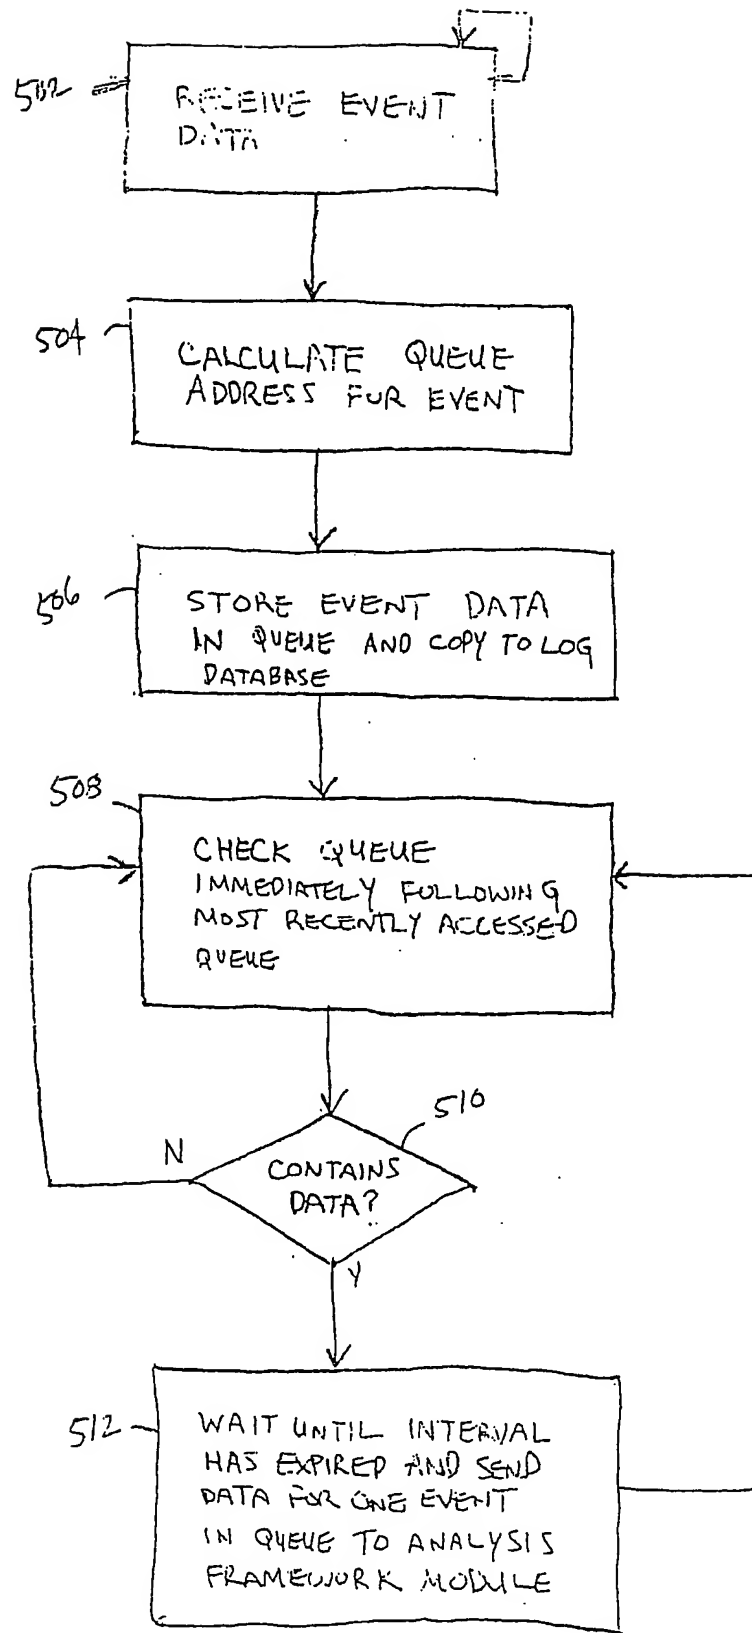 502
RECEIVE EVENT
DATA
504
CALCULATE QUEUE
ADDRESS FOR EVENT
506
STORE EVENT DATA
IN QUEUE AND COPY TO LOG
DATABASE
508
CHECK QUEUE
IMMEDIATELY FOLLOWING
MOST RECENTLY ACCESSED
QUEUE
510
N
CONTAINS
DATA?
Y
512
WAIT UNTIL INTERVAL
HAS EXPIRED AND SEND
DATA FOR ONE EVENT
IN QUEUE TO ANALYSIS
FRAMEWORK MODULE